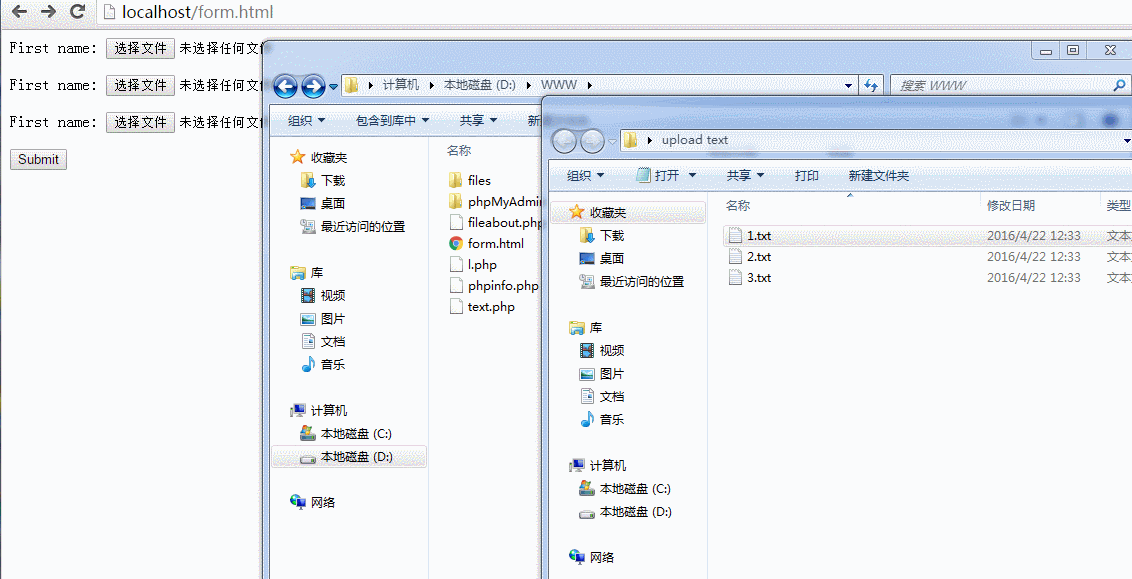 localhost/form.html
First name: 选择文件 未选择任何文件
First name: 选择文件 未选择任何文件
First name: 选择文件 未选择任何文件
Submit
计算机 本地磁盘 (D:) WWW
搜索 WWW
组织 包含到库中 共享 新
名称
收藏夹
下载
桌面
最近访问的位置
库
视频
图片
文档
音乐
计算机
本地磁盘 (C:)
本地磁盘 (D:)
网络
files
phpMyAdmin
fileabout.php
form.html
l.php
phpinfo.php
text.php
upload text
组织 打开 共享 打印 新建文件夹
名称 修改日期 类型
收藏夹
下载
桌面
最近访问的位置
库
视频
图片
文档
音乐
计算机
本地磁盘 (C:)
本地磁盘 (D:)
网络
1.txt 2016/4/22 12:33 文本
2.txt 2016/4/22 12:33 文本
3.txt 2016/4/22 12:33 文本